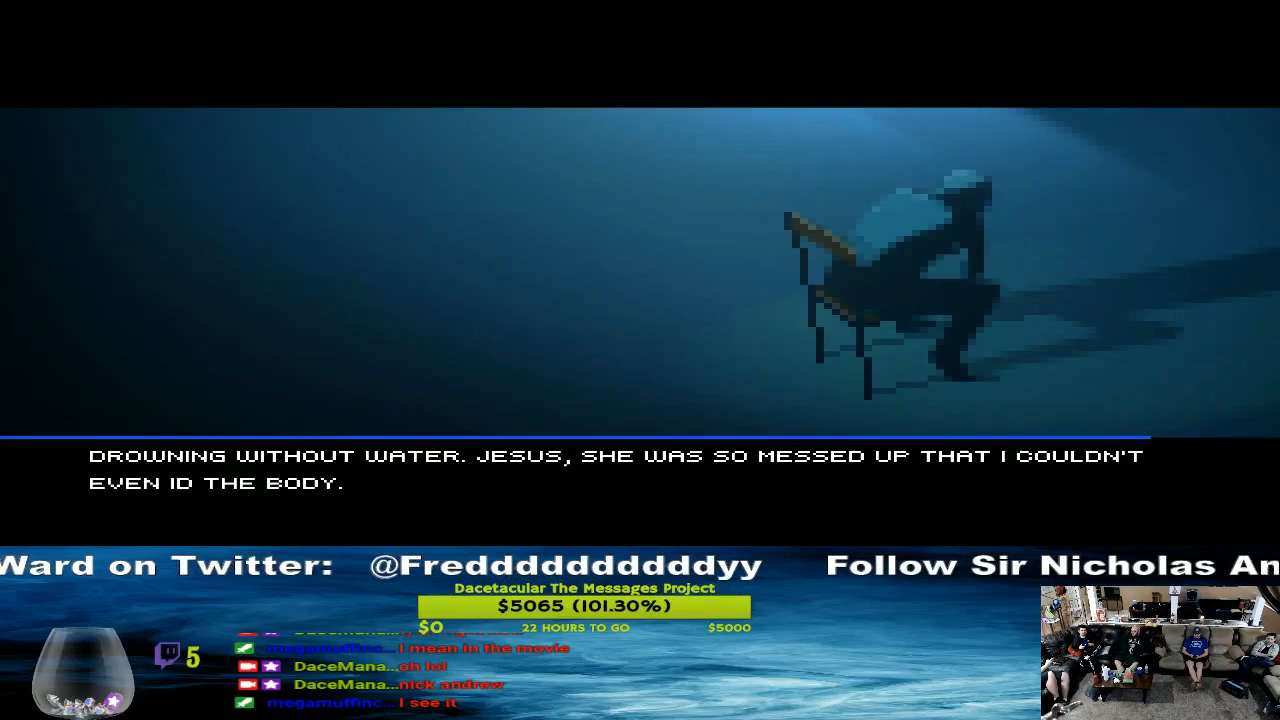 DROWNING WITHOUT WATER. JESUS, SHE WAS SO MESSED UP THAT I COULDN'T
EVEN ID THE BODY.
Ward on Twitter: @Freddddddddddyy Follow Sir Nicholas An
Dacetacular The Messages Project
$5065 (101.30%)
$0 22 HOURS TO GO $5000
5
megamuffinc... I mean in the movie
DaceMana...oh lol
DaceMana...nick andrew
megamuffinc... I see it